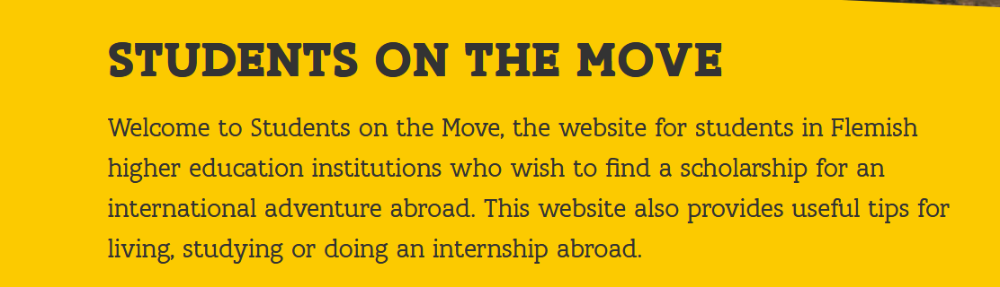 STUDENTS ON THE MOVE
Welcome to Students on the Move, the website for students in Flemish
higher education institutions who wish to find a scholarship for an
international adventure abroad. This website also provides useful tips for
living, studying or doing an internship abroad.